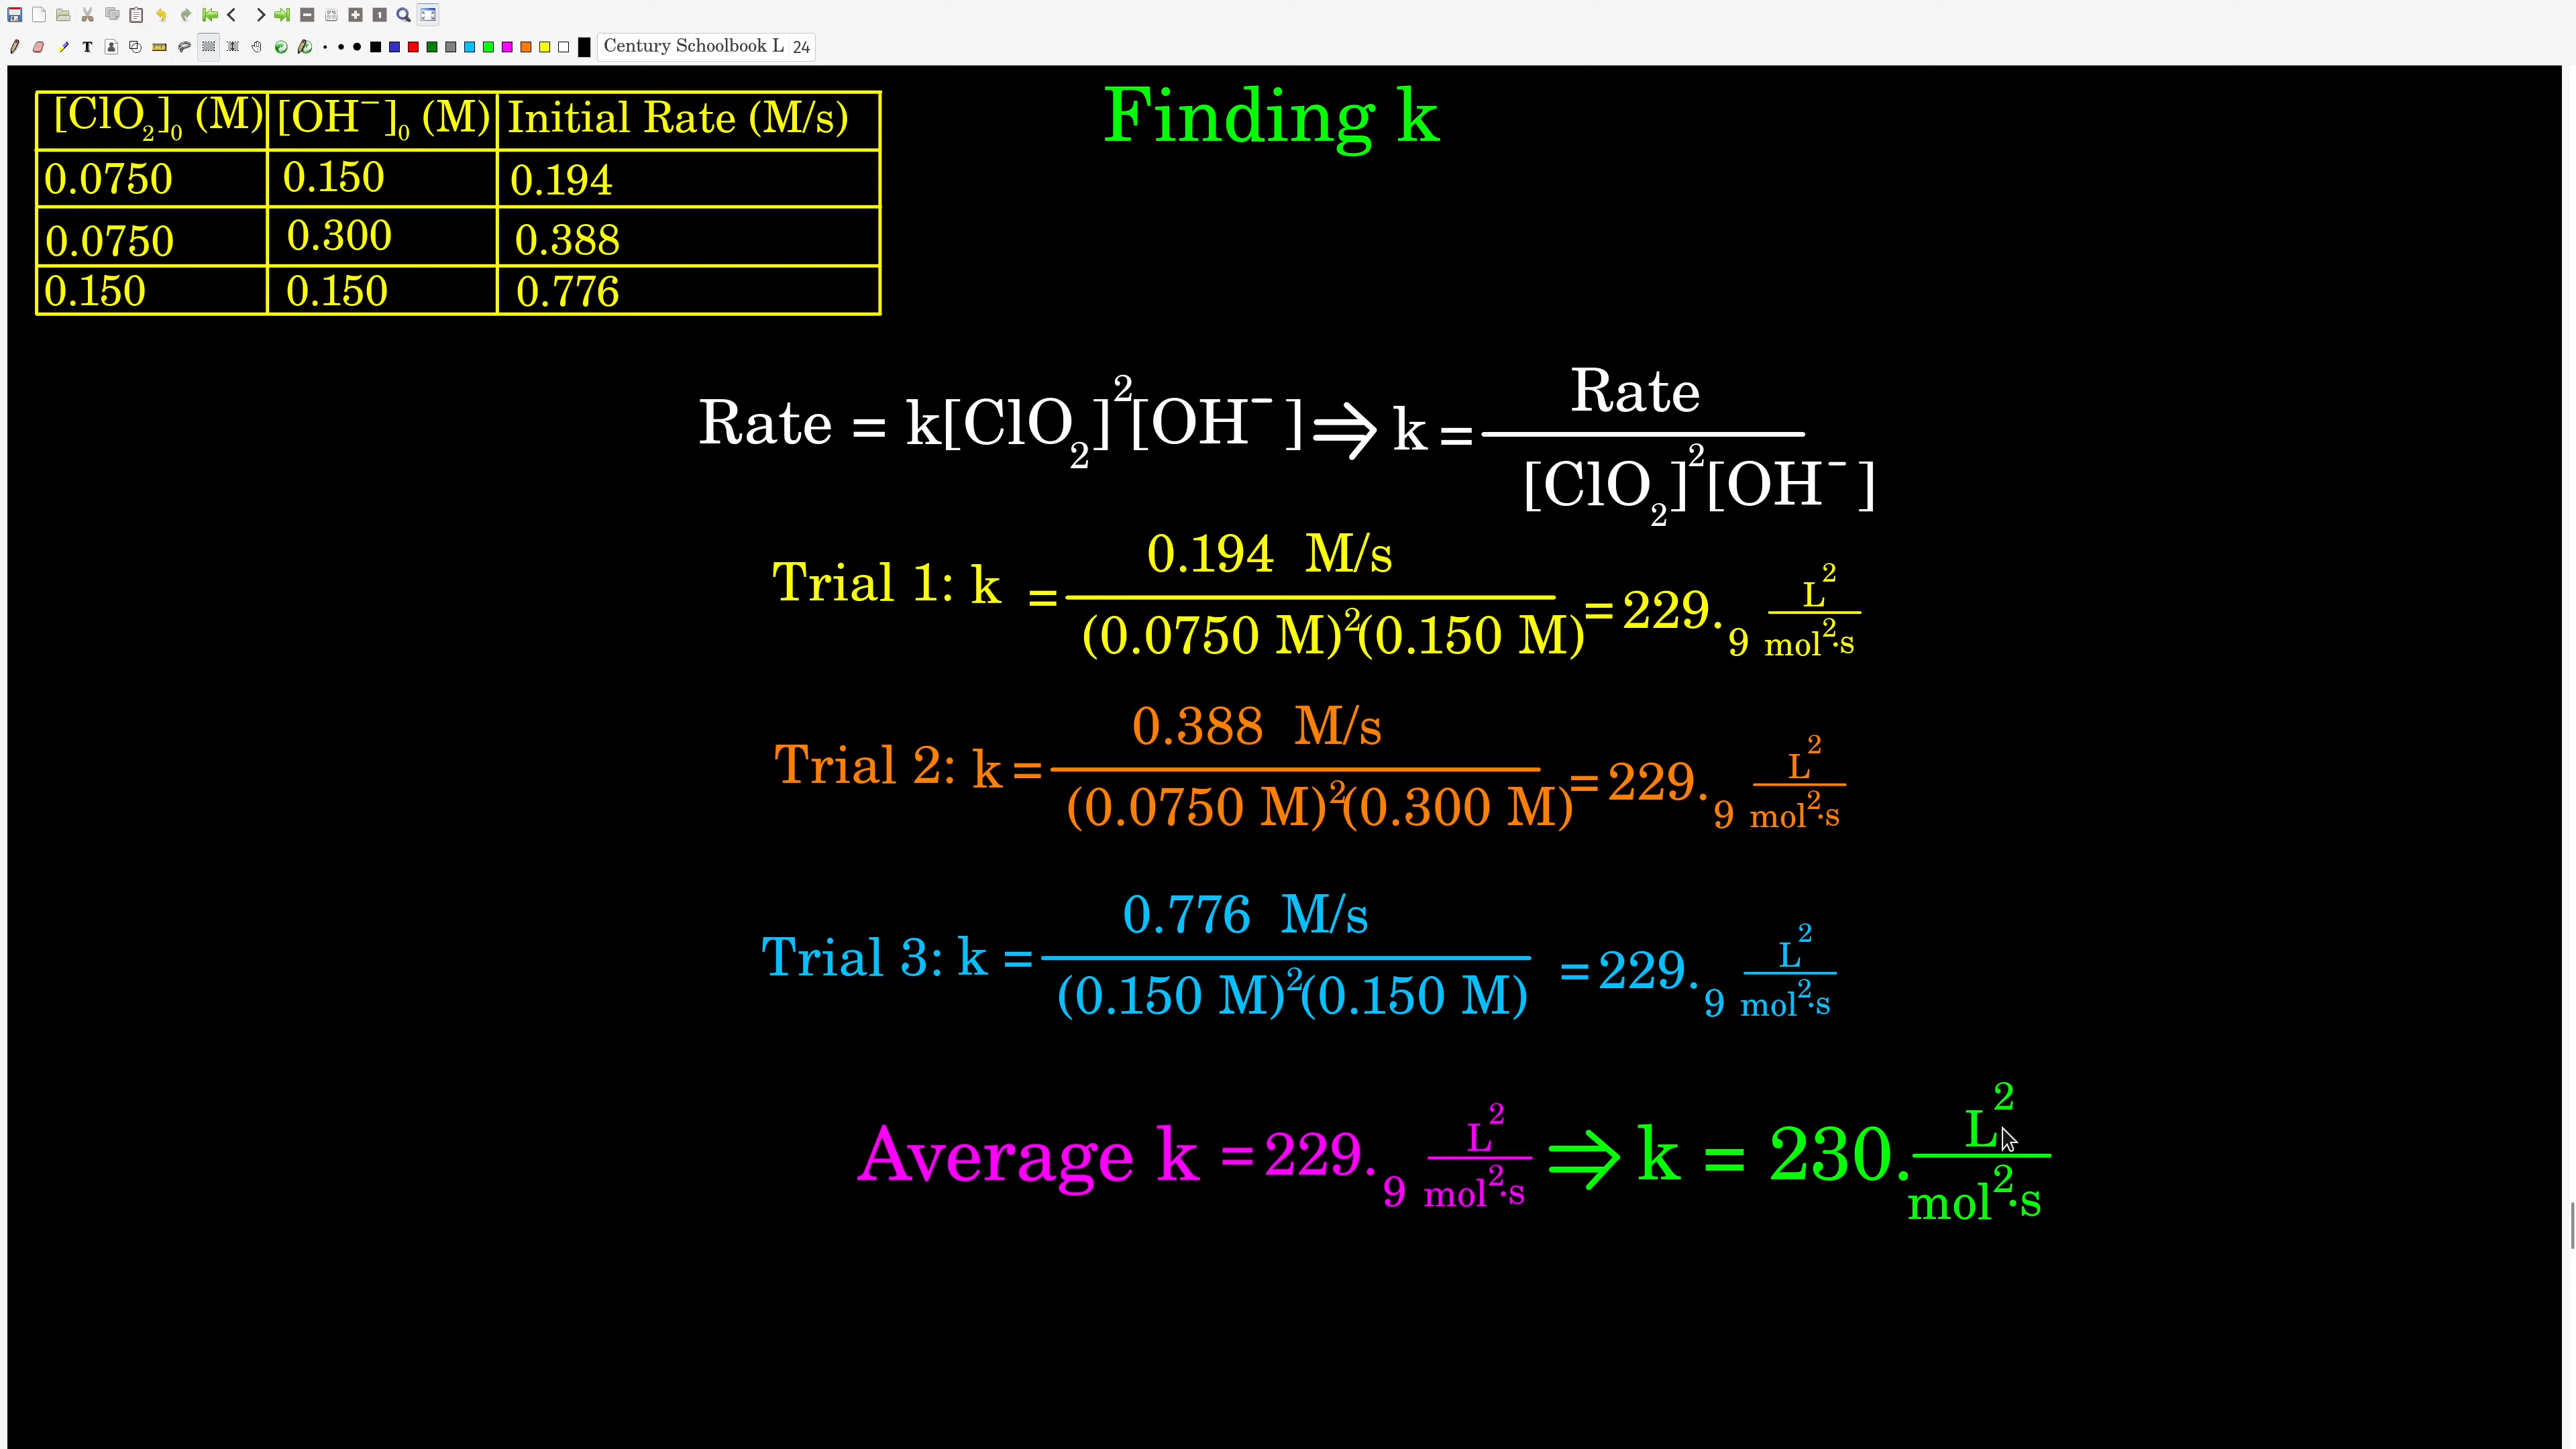 Century Schoolbook L 24
Finding k
[ClO₂]₀ (M) [OH⁻]₀ (M) Initial Rate (M/s)
0.0750 0.150 0.194
0.0750 0.300 0.388
0.150 0.150 0.776
Rate = k[ClO₂]²[OH⁻] ⇒ k = Rate / [ClO₂]²[OH⁻]
Trial 1: k = 0.194 M/s / (0.0750 M)²(0.150 M) = 229.₉ L²/mol²·s
Trial 2: k = 0.388 M/s / (0.0750 M)²(0.300 M) = 229.₉ L²/mol²·s
Trial 3: k = 0.776 M/s / (0.150 M)²(0.150 M) = 229.₉ L²/mol²·s
Average k = 229.₉ L²/mol²·s ⇒ k = 230. L²/mol²·s